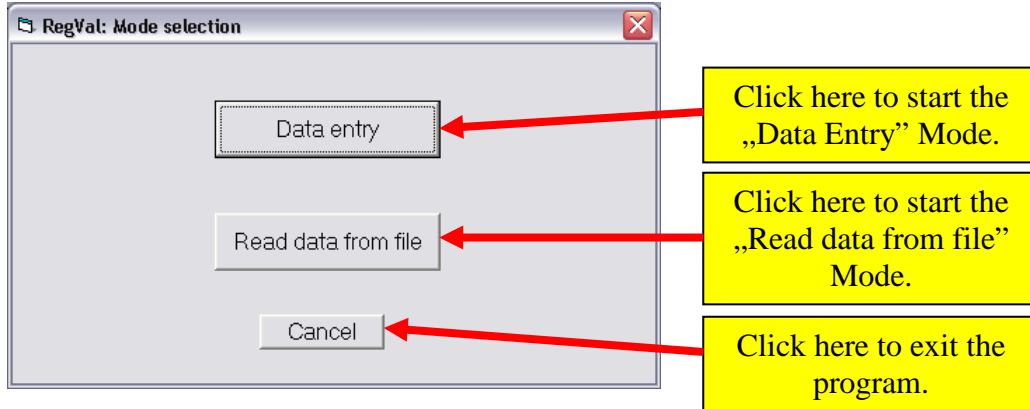 RegVal: Mode selection
Data entry
Click here to start the
„Data Entry” Mode.
Read data from file
Click here to start the
„Read data from file”
Mode.
Cancel
Click here to exit the
program.